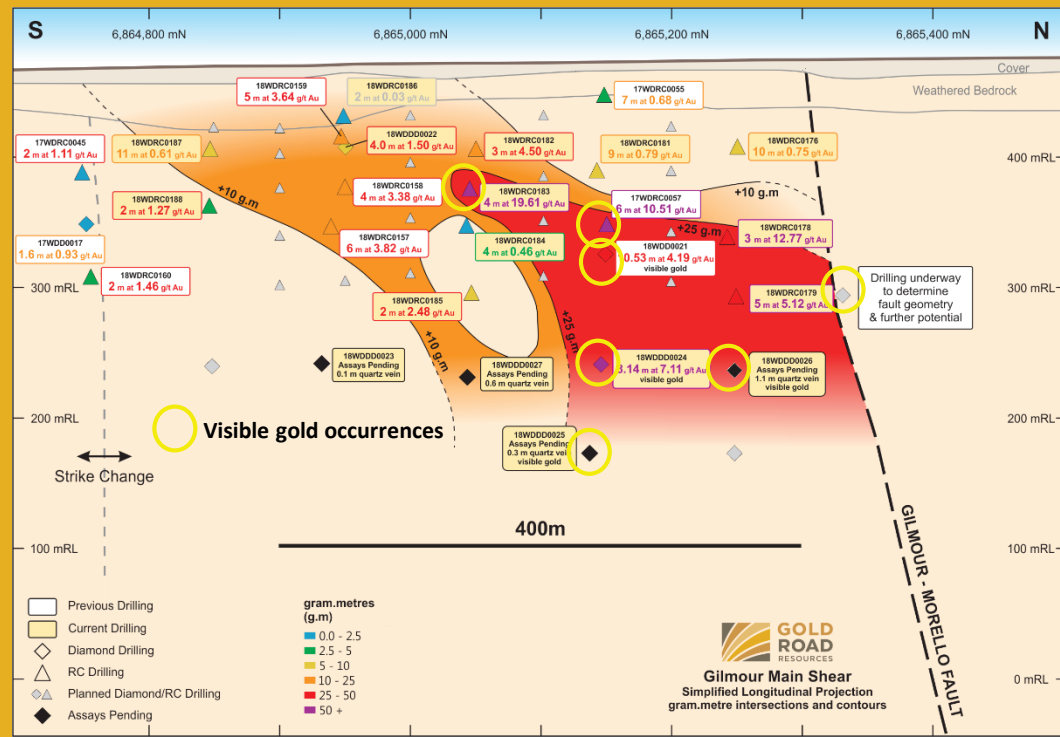 S
6,864,800 mN
6,865,000 mN
6,865,200 mN
6,865,400 mN
N
Cover
Weathered Bedrock
18WDRC0159
5 m at 3.64 g/t Au
18WDRC0186
2 m at 0.03 g/t Au
17WDRC0055
7 m at 0.68 g/t Au
17WDRC0045
2 m at 1.11 g/t Au
18WDRC0187
11 m at 0.61 g/t Au
18WDDD0022
4.0 m at 1.50 g/t Au
18WDRC0182
3 m at 4.50 g/t Au
18WDRC0181
9 m at 0.79 g/t Au
18WDRC0176
10 m at 0.75 g/t Au
400 mRL
400 mRL
18WDRC0188
2 m at 1.27 g/t Au
+10 g.m
18WDRC0158
4 m at 3.38 g/t Au
18WDRC0183
4 m at 19.61 g/t Au
17WDRC0057
6 m at 10.51 g/t Au
+10 g.m
+25 g.m
18WDRC0178
3 m at 12.77 g/t Au
17WDD0017
1.6 m at 0.93 g/t Au
18WDRC0157
6 m at 3.82 g/t Au
18WDRC0184
4 m at 0.46 g/t Au
18WDD0021
0.53 m at 4.19 g/t Au
visible gold
18WDRC0160
2 m at 1.46 g/t Au
300 mRL
300 mRL
18WDRC0185
2 m at 2.48 g/t Au
18WDRC0179
5 m at 5.12 g/t Au
Drilling underway
to determine
fault geometry
& further potential
+10 g.m
+25 g.m
18WDDD0023
Assays Pending
0.1 m quartz vein
18WDDD0027
Assays Pending
0.6 m quartz vein
18WDDD0024
3.14 m at 7.11 g/t Au
visible gold
18WDDD0026
Assays Pending
1.1 m quartz vein
visible gold
200 mRL
200 mRL
Visible gold occurrences
18WDDD0025
Assays Pending
0.3 m quartz vein
visible gold
Strike Change
400m
100 mRL
100 mRL
GILMOUR - MORELLO FAULT
Previous Drilling
Current Drilling
Diamond Drilling
RC Drilling
Planned Diamond/RC Drilling
Assays Pending
gram.metres
(g.m)
0.0 - 2.5
2.5 - 5
5 - 10
10 - 25
25 - 50
50 +
GOLD
ROAD
RESOURCES
Gilmour Main Shear
Simplified Longitudinal Projection
gram.metre intersections and contours
0 mRL